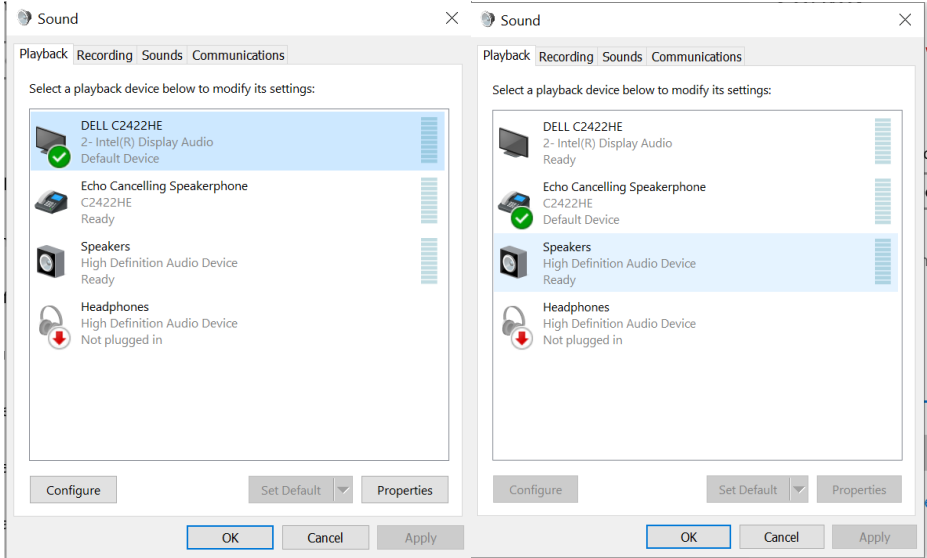 Sound
Playback Recording Sounds Communications
Select a playback device below to modify its settings:
DELL C2422HE
2- Intel(R) Display Audio
Default Device
Echo Cancelling Speakerphone
C2422HE
Ready
Speakers
High Definition Audio Device
Ready
Headphones
High Definition Audio Device
Not plugged in
Configure Set Default Properties
OK Cancel Apply
Sound
Playback Recording Sounds Communications
Select a playback device below to modify its settings:
DELL C2422HE
2- Intel(R) Display Audio
Ready
Echo Cancelling Speakerphone
C2422HE
Default Device
Speakers
High Definition Audio Device
Ready
Headphones
High Definition Audio Device
Not plugged in
Configure Set Default Properties
OK Cancel Apply